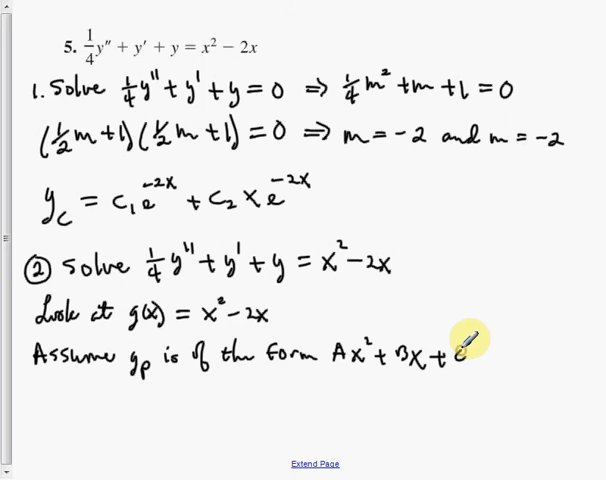 5. 1/4 y″ + y′ + y = x² − 2x
1. Solve 1/4 y″ + y′ + y = 0 ⇒ 1/4 m² + m + 1 = 0
(1/2 m + 1)(1/2 m + 1) = 0 ⇒ m = −2 and m = −2
y_c = c₁e^(−2x) + c₂xe^(−2x)
② Solve 1/4 y″ + y′ + y = x² − 2x
Look at g(x) = x² − 2x
Assume y_p is of the form Ax² + Bx +
Extend Page